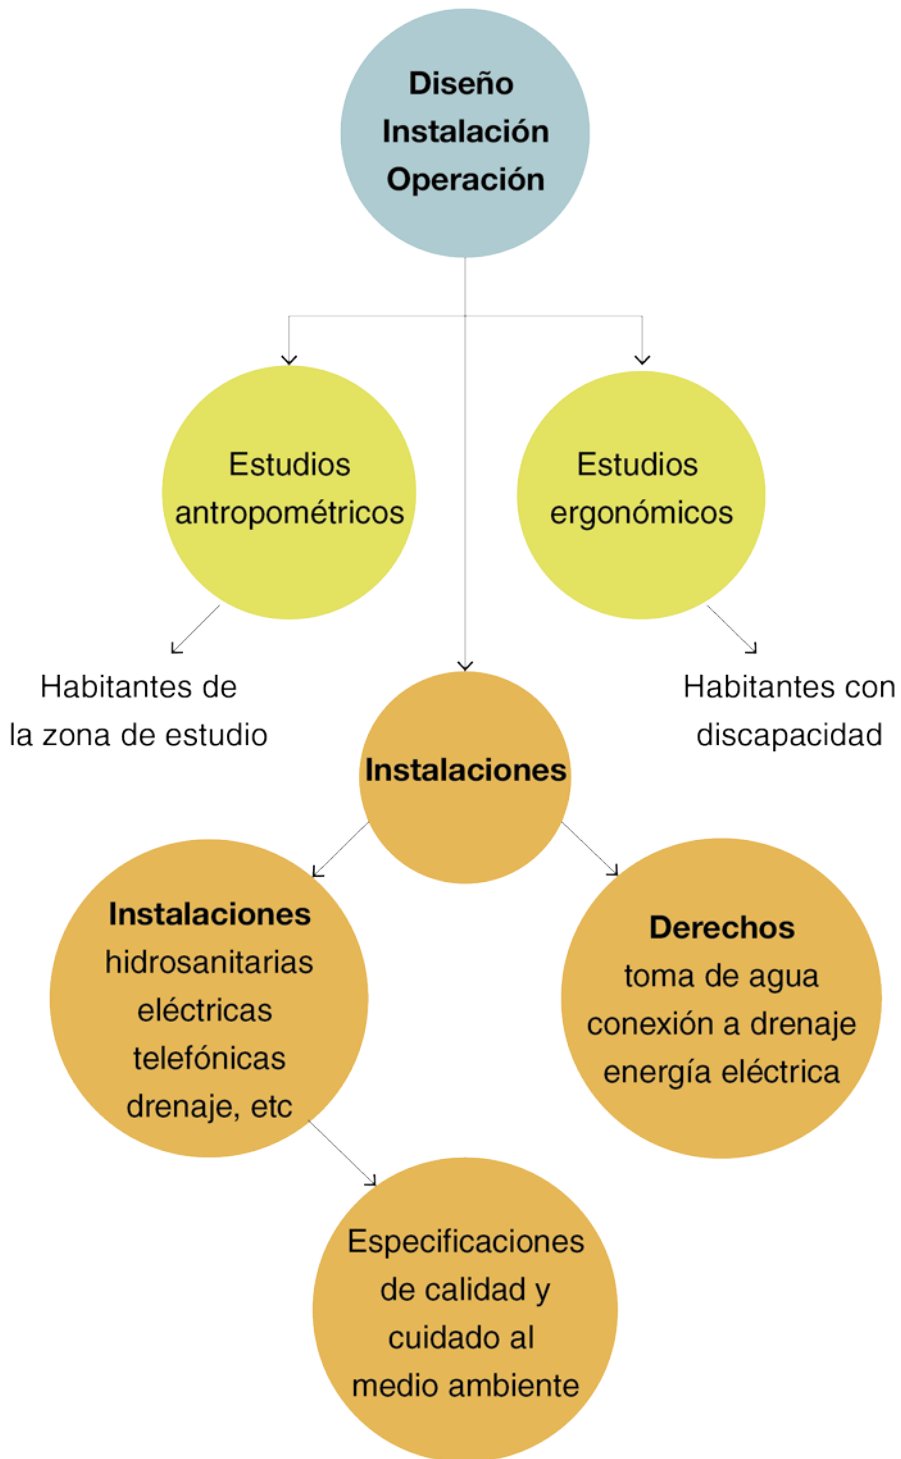 Diseño
Instalación
Operación
Estudios
antropométricos
Estudios
ergonómicos
Habitantes de
la zona de estudio
Habitantes con
discapacidad
Instalaciones
Instalaciones
hidrosanitarias
eléctricas
telefónicas
drenaje, etc
Derechos
toma de agua
conexión a drenaje
energía eléctrica
Especificaciones
de calidad y
cuidado al
medio ambiente